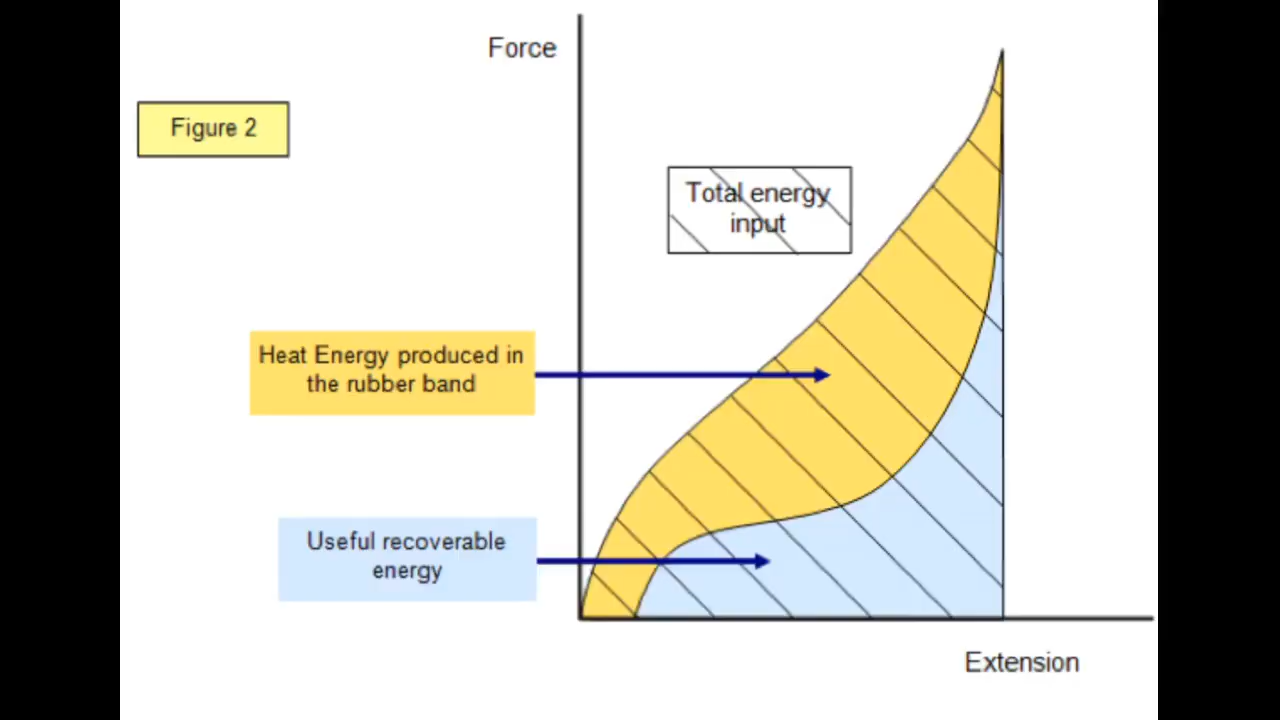 Force
Figure 2
Total energy
input
Heat Energy produced in
the rubber band
Useful recoverable
energy
Extension